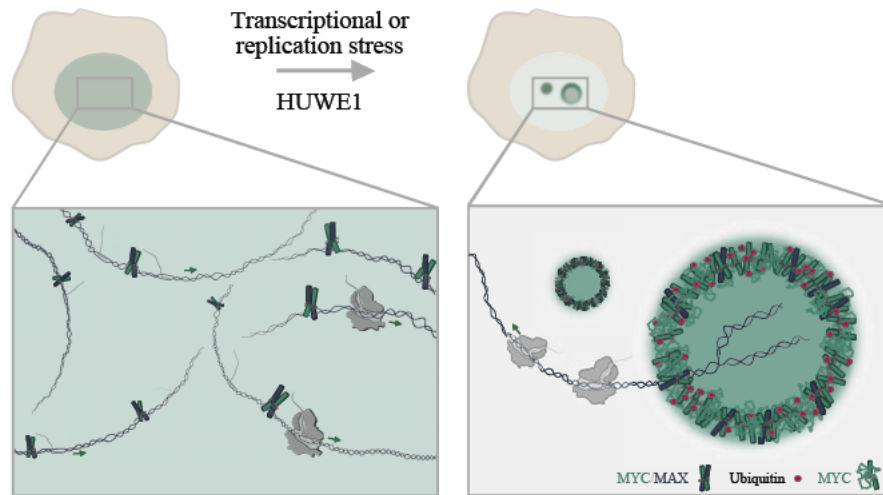 Transcriptional or
replication stress
HUWE1
MYC/MAX Ubiquitin MYC